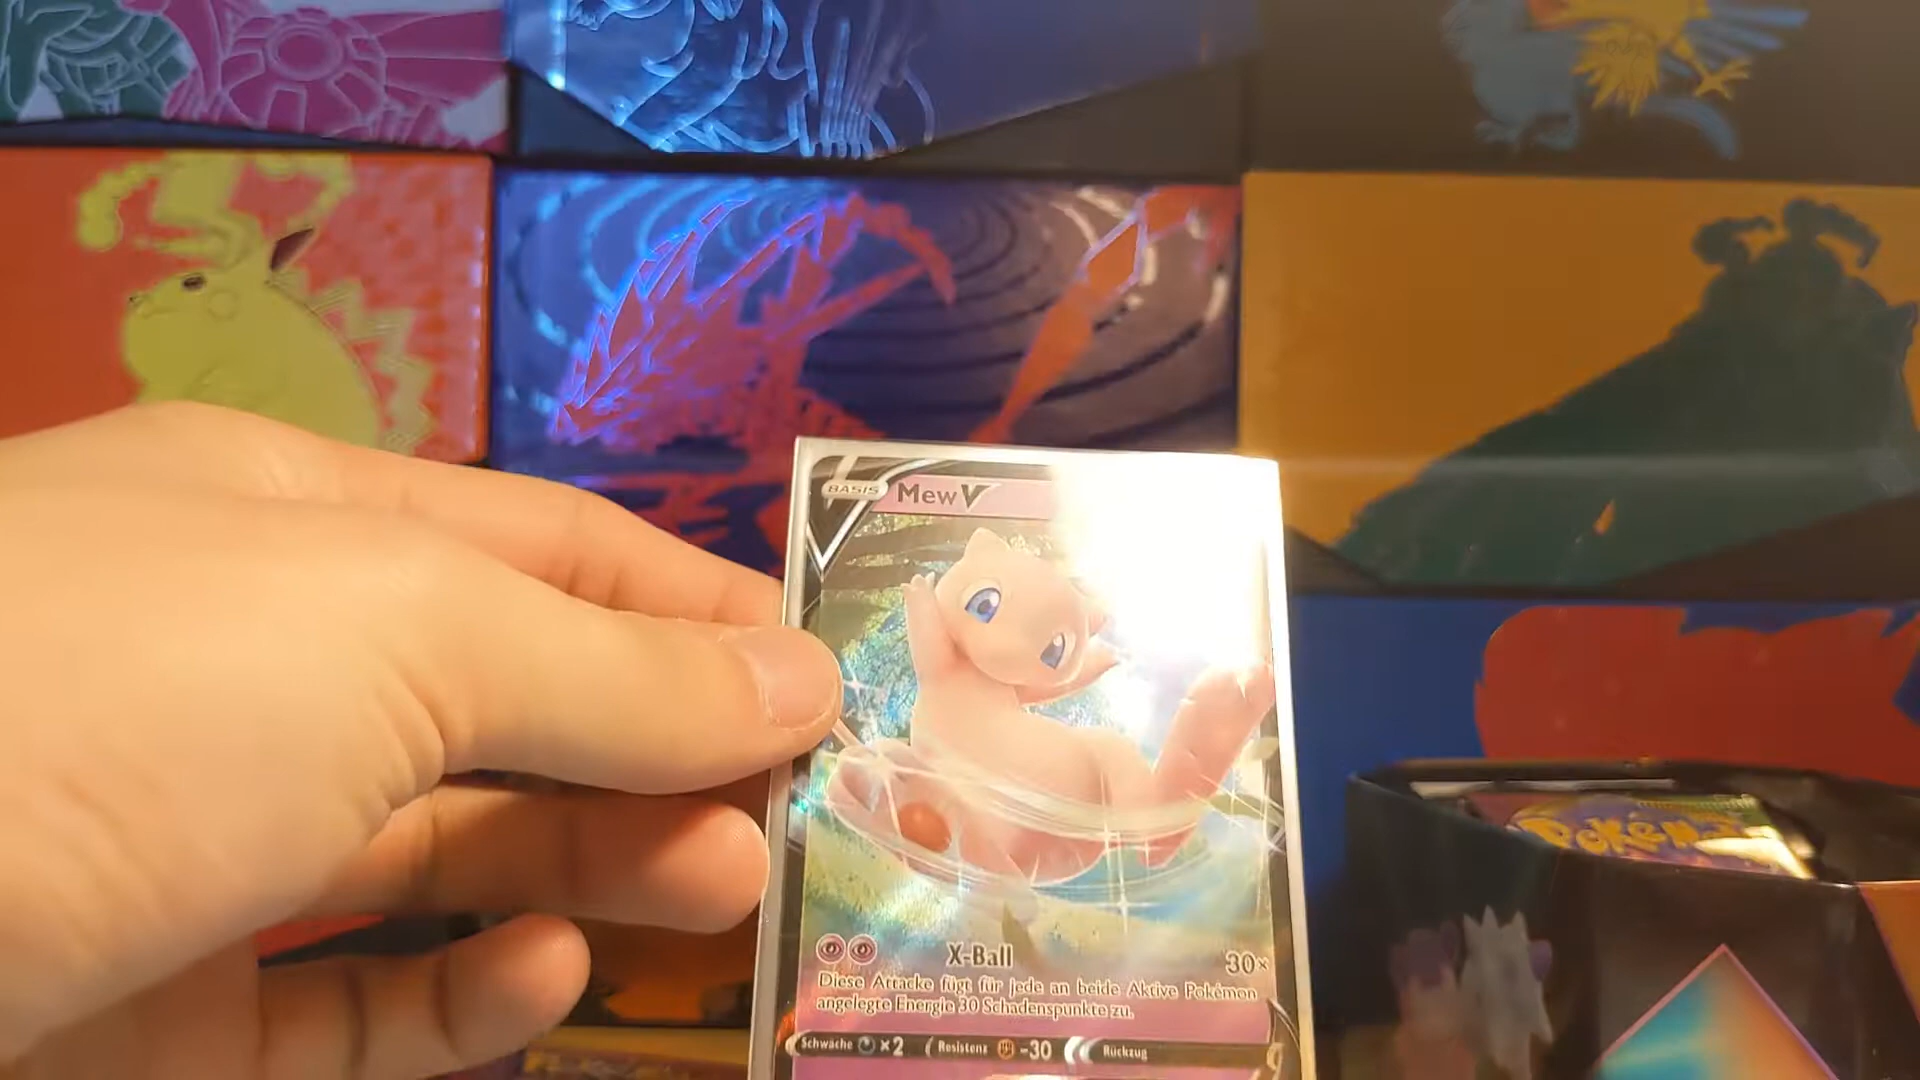 BASIS Mew V
X-Ball 30×
Diese Attacke fügt für jede an beide Aktive Pokémon
angelegte Energie 30 Schadenspunkte zu.
Schwäche ×2 Resistenz -30 Rückzug
Pokémon